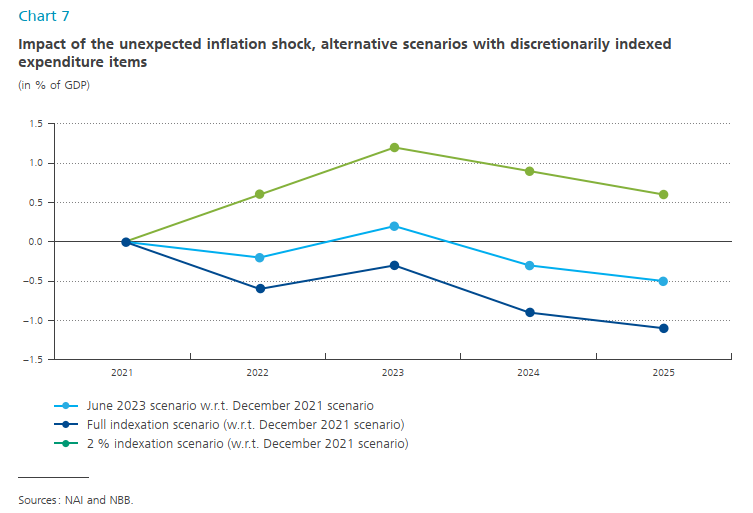 Chart 7
Impact of the unexpected inflation shock, alternative scenarios with discretionarily indexed
expenditure items
(in % of GDP)
1.5
1.0
0.5
0.0
–0.5
–1.0
–1.5
2021 2022 2023 2024 2025
June 2023 scenario w.r.t. December 2021 scenario
Full indexation scenario (w.r.t. December 2021 scenario)
2 % indexation scenario (w.r.t. December 2021 scenario)
Sources: NAI and NBB.